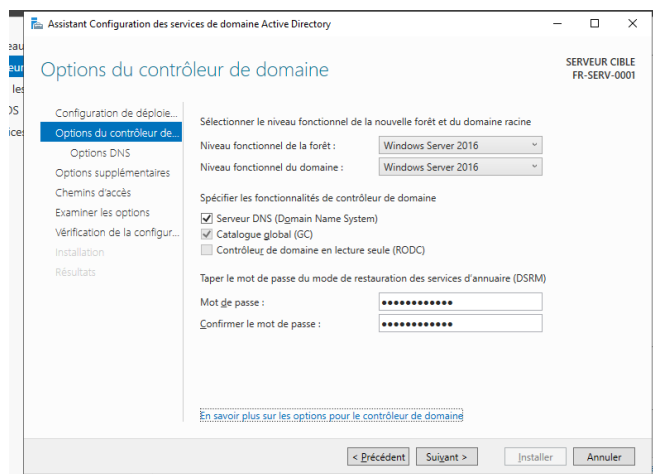 Assistant Configuration des services de domaine Active Directory
Options du contrôleur de domaine
SERVEUR CIBLE
FR-SERV-0001
Configuration de déploie...
Options du contrôleur de...
Options DNS
Options supplémentaires
Chemins d'accès
Examiner les options
Vérification de la configur...
Installation
Résultats
Sélectionner le niveau fonctionnel de la nouvelle forêt et du domaine racine
Niveau fonctionnel de la forêt : Windows Server 2016
Niveau fonctionnel du domaine : Windows Server 2016
Spécifier les fonctionnalités de contrôleur de domaine
Serveur DNS (Domain Name System)
Catalogue global (GC)
Contrôleur de domaine en lecture seule (RODC)
Taper le mot de passe du mode de restauration des services d'annuaire (DSRM)
Mot de passe : ●●●●●●●●●●●●
Confirmer le mot de passe : ●●●●●●●●●●●●
En savoir plus sur les options pour le contrôleur de domaine
< Précédent Suivant > Installer Annuler